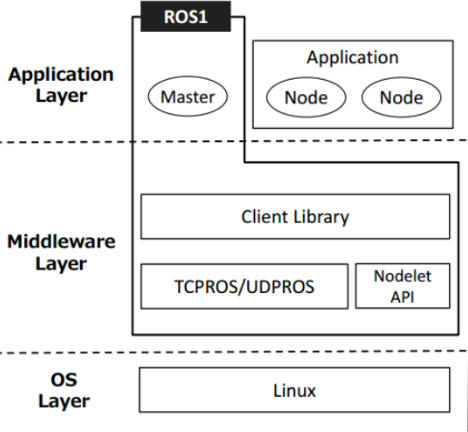 ROS1
Application
Layer
Master
Application
Node
Node
Middleware
Layer
Client Library
TCPROS/UDPROS
Nodelet
API
OS
Layer
Linux